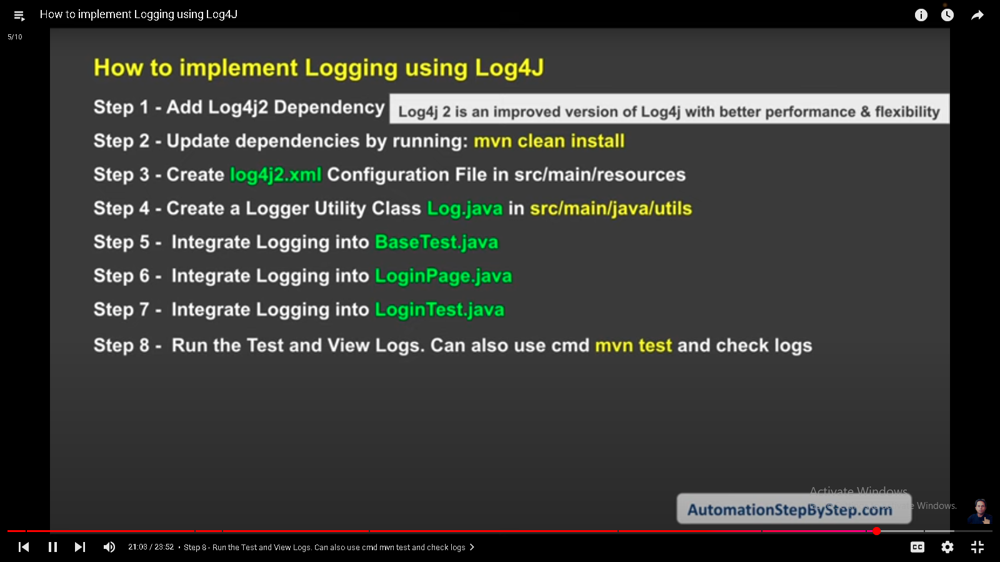 How to implement Logging using Log4J
5/10
How to implement Logging using Log4J
Step 1 - Add Log4j2 Dependency Log4j 2 is an improved version of Log4j with better performance & flexibility
Step 2 - Update dependencies by running: mvn clean install
Step 3 - Create log4j2.xml Configuration File in src/main/resources
Step 4 - Create a Logger Utility Class Log.java in src/main/java/utils
Step 5 - Integrate Logging into BaseTest.java
Step 6 - Integrate Logging into LoginPage.java
Step 7 - Integrate Logging into LoginTest.java
Step 8 - Run the Test and View Logs. Can also use cmd mvn test and check logs
Activate Windows
Windows.
AutomationStepByStep.com
21:03 / 23:52 • Step 8 - Run the Test and View Logs. Can also use cmd mvn test and check logs
CC